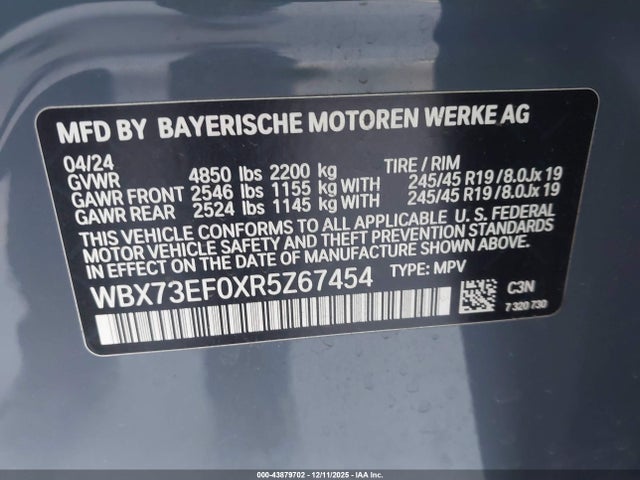 MFD BY BAYERISCHE MOTOREN WERKE AG
04/24
GVWR 4850 lbs 2200 kg TIRE / RIM
GAWR FRONT 2546 lbs 1155 kg WITH 245/45 R19/8.0Jx19
GAWR REAR 2524 lbs 1145 kg WITH 245/45 R19/8.0Jx19
THIS VEHICLE CONFORMS TO ALL APPLICABLE U.S. FEDERAL
MOTOR VEHICLE SAFETY AND THEFT PREVENTION STANDARDS
IN EFFECT ON THE DATE OF MANUFACTURE SHOWN ABOVE.
WBX73EF0XR5Z67454 TYPE: MPV
C3N
7 320 730
000-43879702 - 12/11/2025 - IAA Inc.